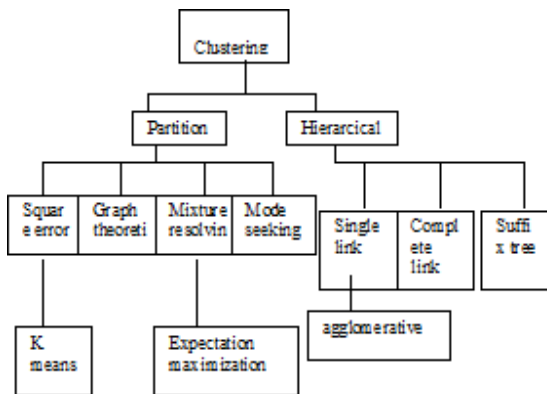 Clustering
Partition
Hierarcical
Squar
e error
Graph
theoreti
Mixture
resolvin
Mode
seeking
Single
link
Compl
ete
link
Suffi
x tree
K
means
Expectation
maximization
agglomerative